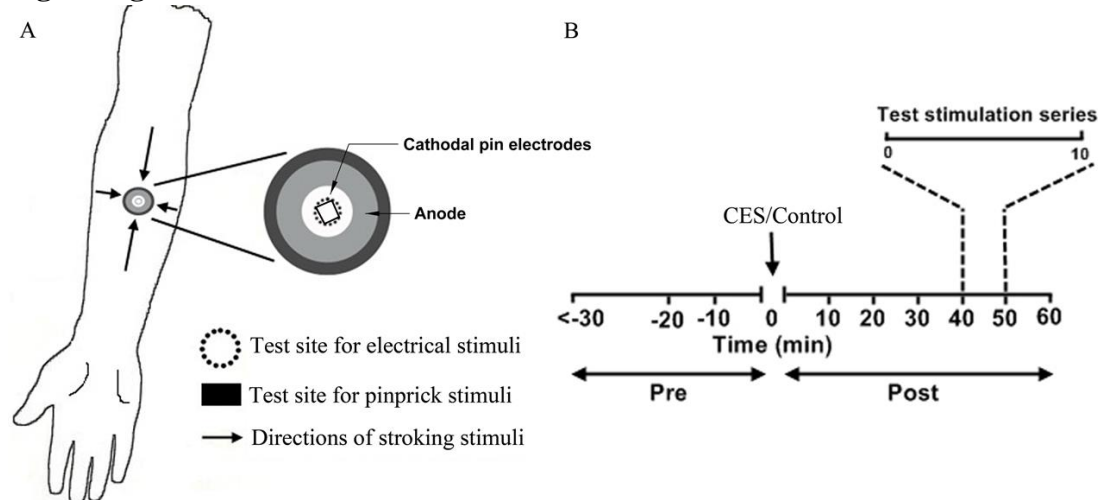 A
Cathodal pin electrodes
Anode
Test site for electrical stimuli
Test site for pinprick stimuli
Directions of stroking stimuli
B
Test stimulation series
0 10
CES/Control
<-30 -20 -10 0 10 20 30 40 50 60
Time (min)
Pre Post